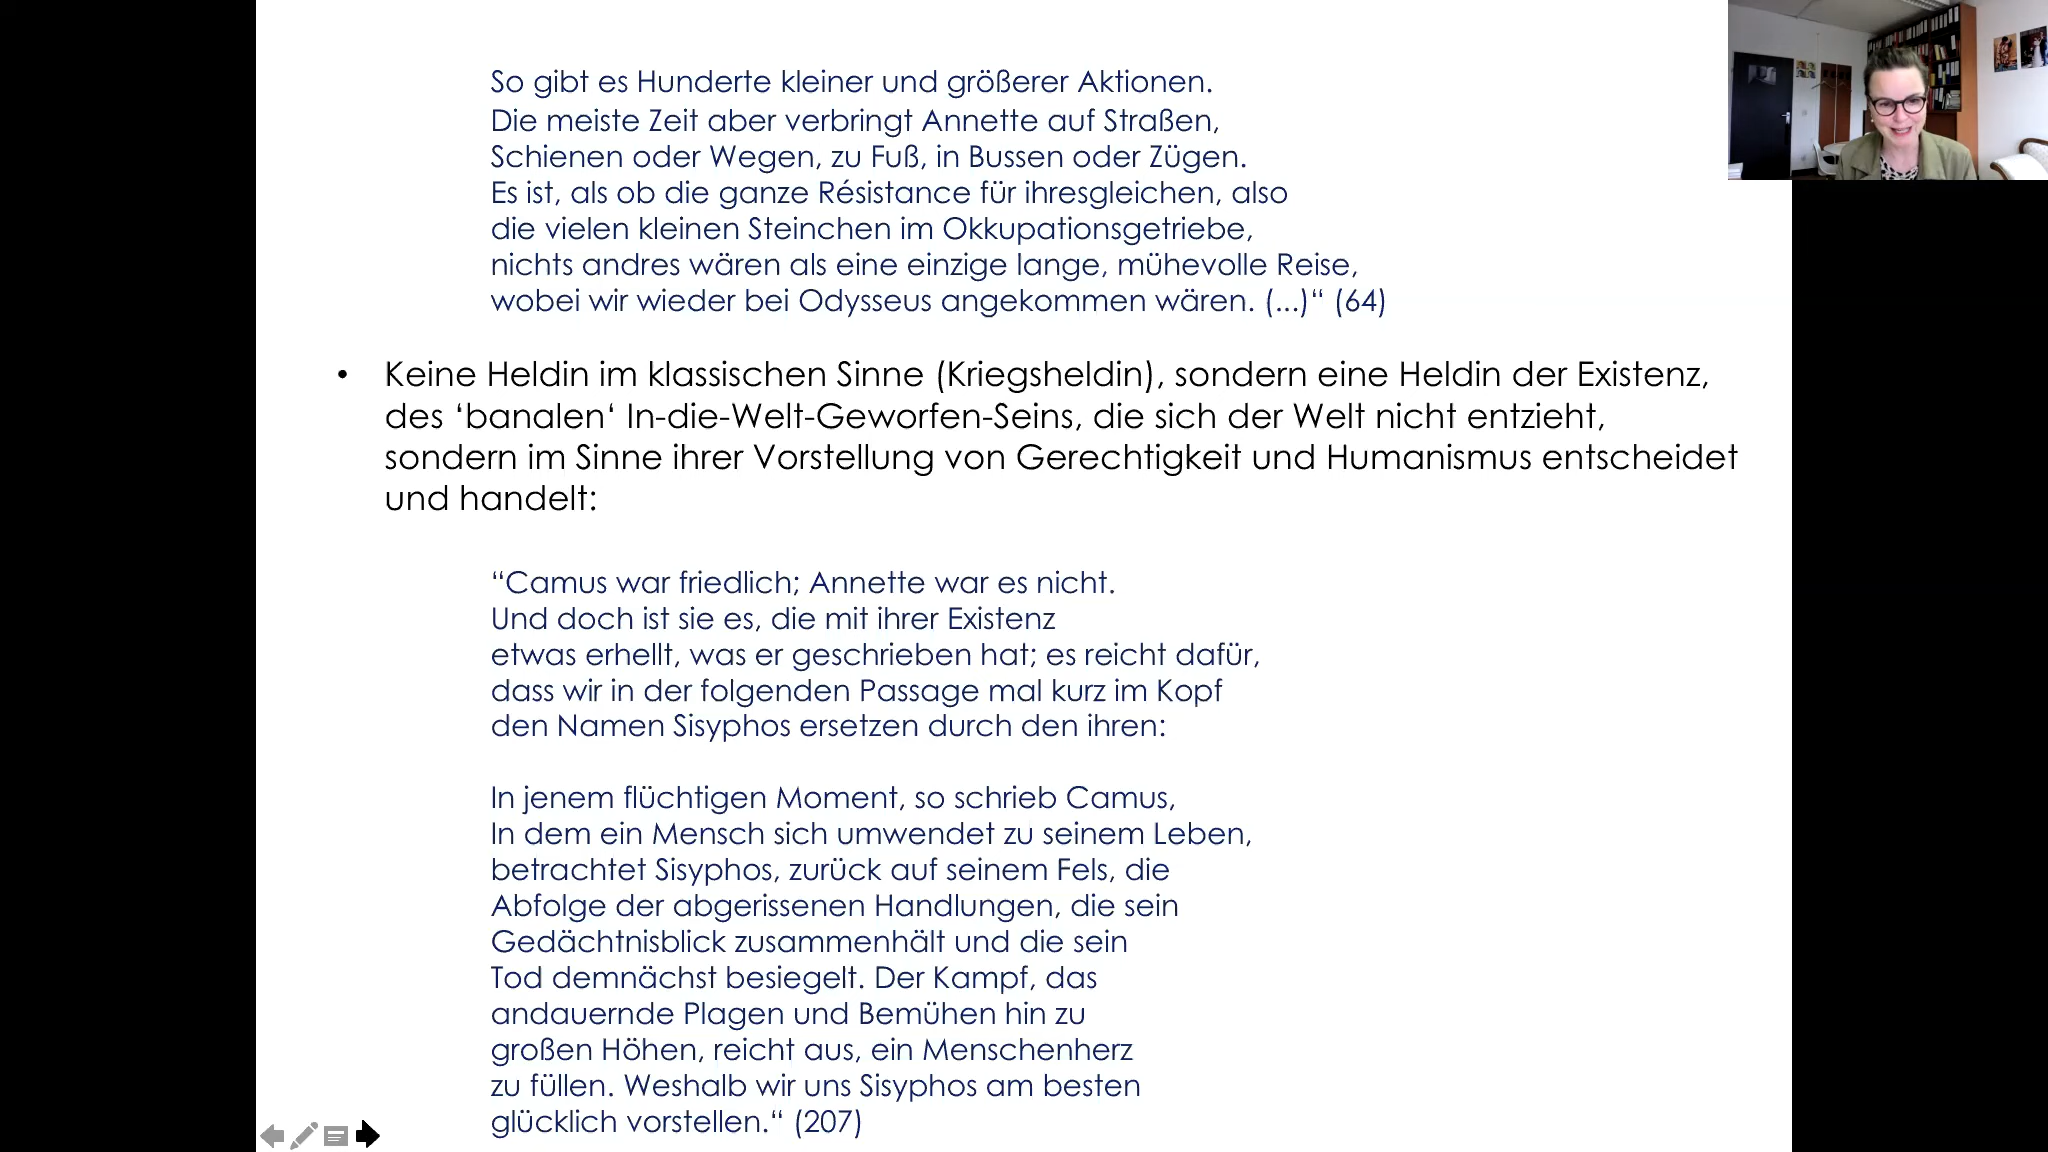 So gibt es Hunderte kleiner und größerer Aktionen.
Die meiste Zeit aber verbringt Annette auf Straßen,
Schienen oder Wegen, zu Fuß, in Bussen oder Zügen.
Es ist, als ob die ganze Résistance für ihresgleichen, also
die vielen kleinen Steinchen im Okkupationsgetriebe,
nichts andres wären als eine einzige lange, mühevolle Reise,
wobei wir wieder bei Odysseus angekommen wären. (...)“ (64)
• Keine Heldin im klassischen Sinne (Kriegsheldin), sondern eine Heldin der Existenz,
des ‘banalen‘ In-die-Welt-Geworfen-Seins, die sich der Welt nicht entzieht,
sondern im Sinne ihrer Vorstellung von Gerechtigkeit und Humanismus entscheidet
und handelt:
“Camus war friedlich; Annette war es nicht.
Und doch ist sie es, die mit ihrer Existenz
etwas erhellt, was er geschrieben hat; es reicht dafür,
dass wir in der folgenden Passage mal kurz im Kopf
den Namen Sisyphos ersetzen durch den ihren:
In jenem flüchtigen Moment, so schrieb Camus,
In dem ein Mensch sich umwendet zu seinem Leben,
betrachtet Sisyphos, zurück auf seinem Fels, die
Abfolge der abgerissenen Handlungen, die sein
Gedächtnisblick zusammenhält und die sein
Tod demnächst besiegelt. Der Kampf, das
andauernde Plagen und Bemühen hin zu
großen Höhen, reicht aus, ein Menschenherz
zu füllen. Weshalb wir uns Sisyphos am besten
glücklich vorstellen.“ (207)